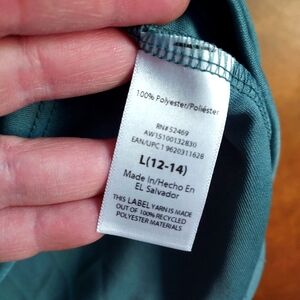 100% Polyester/Poliéster
RN#52469
AW15100132830
EAN/UPC 19620311628
L(12-14)
Made In/Hecho En
El Salvador
THIS LABEL YARN IS MADE
OUT OF 100% RECYCLED
POLYESTER MATERIALS